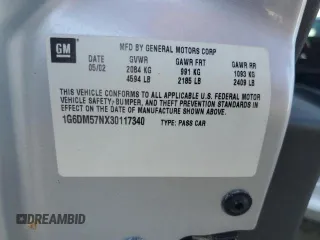 GM
MFD BY GENERAL MOTORS CORP
DATE GVWR GAWR FRT GAWR RR
05/02 2084 KG 991 KG 1093 KG
4594 LB 2185 LB 2409 LB
THIS VEHICLE CONFORMS TO ALL APPLICABLE U.S. FEDERAL MOTOR
VEHICLE SAFETY, BUMPER, AND THEFT PREVENTION STANDARDS
IN EFFECT ON THE DATE OF MANUFACTURE SHOWN ABOVE.
1G6DM57NX30117340 TYPE: PASS CAR
DREAMBID